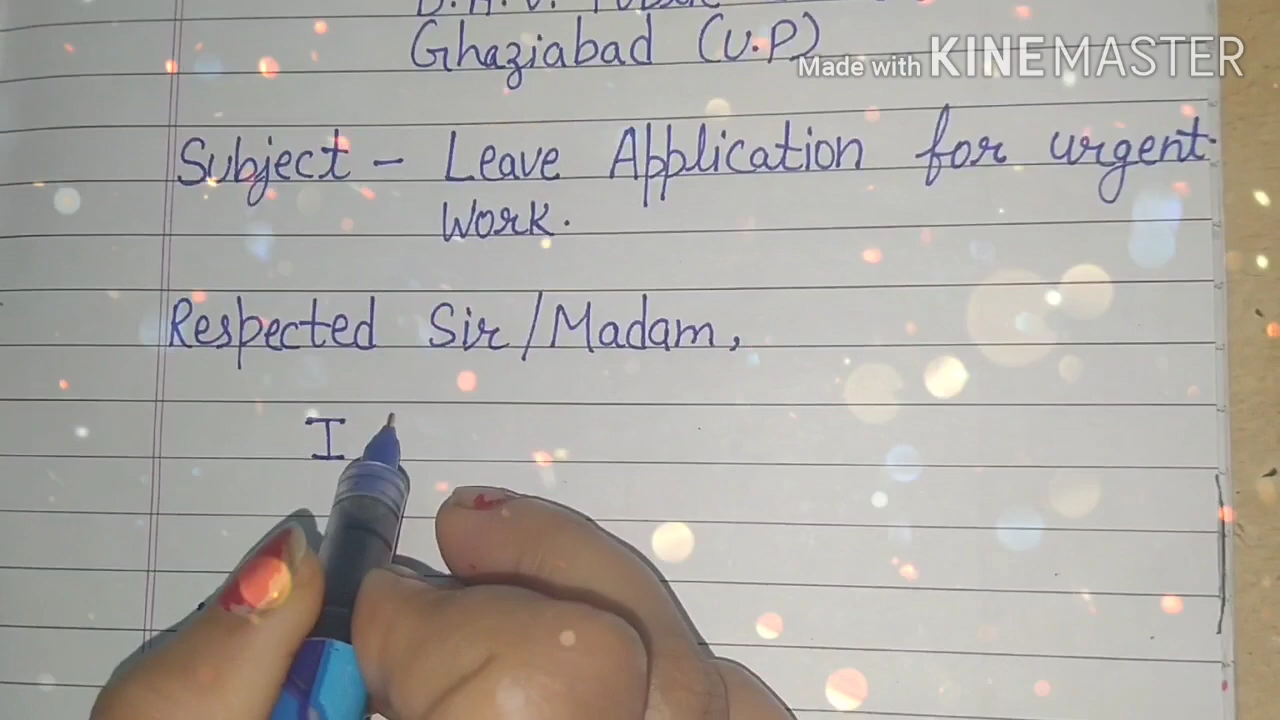 Ghaziabad (U.P)
Made with KINEMASTER
Subject - Leave Application for urgent
Work.
Respected Sir/Madam,
I